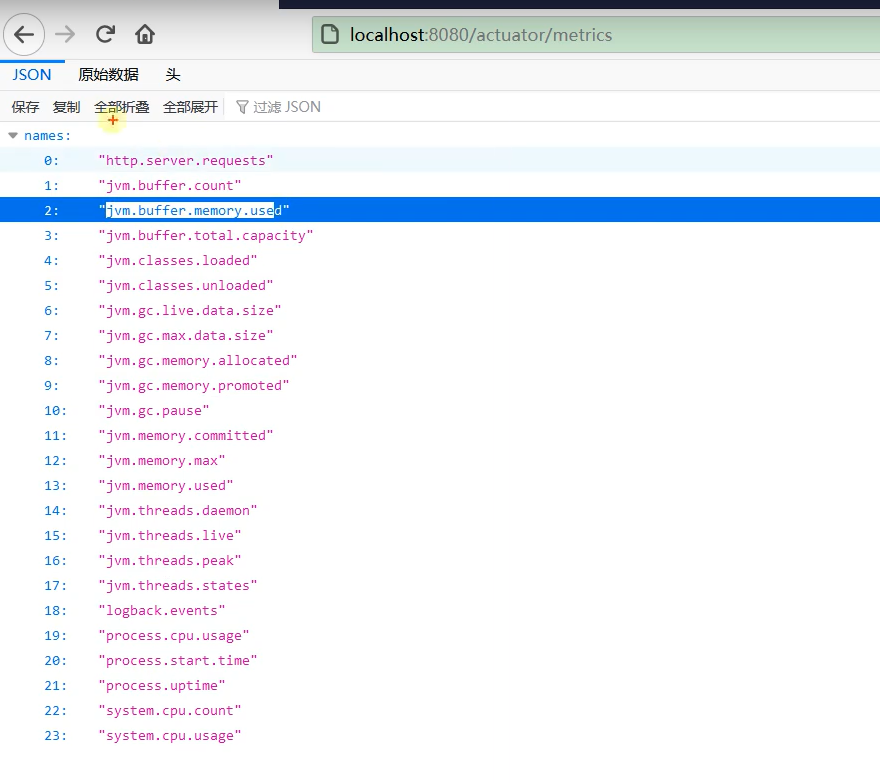 localhost:8080/actuator/metrics
JSON 原始数据 头
保存 复制 全部折叠 全部展开 过滤 JSON
names:
0: "http.server.requests"
1: "jvm.buffer.count"
2: "jvm.buffer.memory.used"
3: "jvm.buffer.total.capacity"
4: "jvm.classes.loaded"
5: "jvm.classes.unloaded"
6: "jvm.gc.live.data.size"
7: "jvm.gc.max.data.size"
8: "jvm.gc.memory.allocated"
9: "jvm.gc.memory.promoted"
10: "jvm.gc.pause"
11: "jvm.memory.committed"
12: "jvm.memory.max"
13: "jvm.memory.used"
14: "jvm.threads.daemon"
15: "jvm.threads.live"
16: "jvm.threads.peak"
17: "jvm.threads.states"
18: "logback.events"
19: "process.cpu.usage"
20: "process.start.time"
21: "process.uptime"
22: "system.cpu.count"
23: "system.cpu.usage"